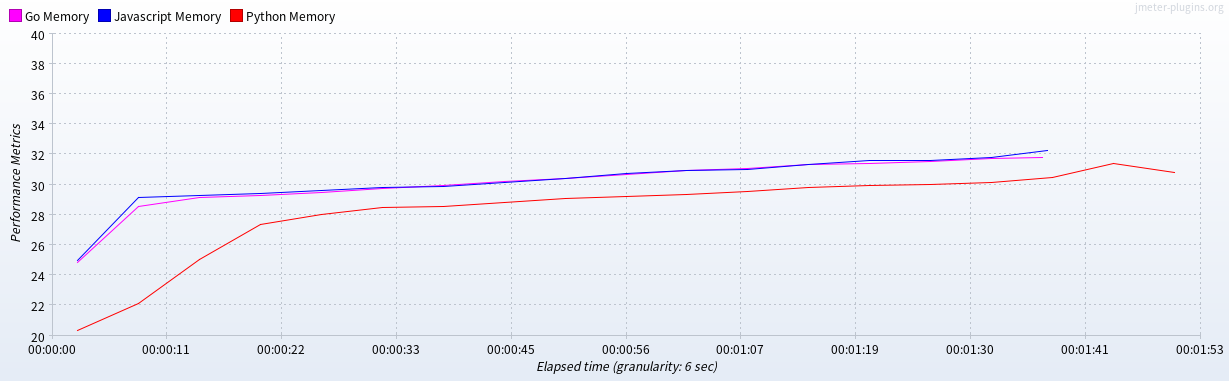 jmeter-plugins.org
Go Memory Javascript Memory Python Memory
40
38
36
34
32
30
28
26
24
22
20
Performance Metrics
00:00:00 00:00:11 00:00:22 00:00:33 00:00:45 00:00:56 00:01:07 00:01:19 00:01:30 00:01:41 00:01:53
Elapsed time (granularity: 6 sec)